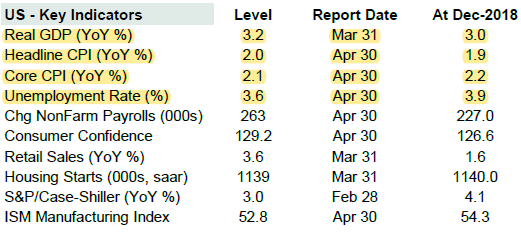 US - Key Indicators Level Report Date At Dec-2018
Real GDP (YoY %) 3.2 Mar 31 3.0
Headline CPI (YoY %) 2.0 Apr 30 1.9
Core CPI (YoY %) 2.1 Apr 30 2.2
Unemployment Rate (%) 3.6 Apr 30 3.9
Chg NonFarm Payrolls (000s) 263 Apr 30 227.0
Consumer Confidence 129.2 Apr 30 126.6
Retail Sales (YoY %) 3.6 Mar 31 1.6
Housing Starts (000s, saar) 1139 Mar 31 1140.0
S&P/Case-Shiller (YoY %) 3.0 Feb 28 4.1
ISM Manufacturing Index 52.8 Apr 30 54.3